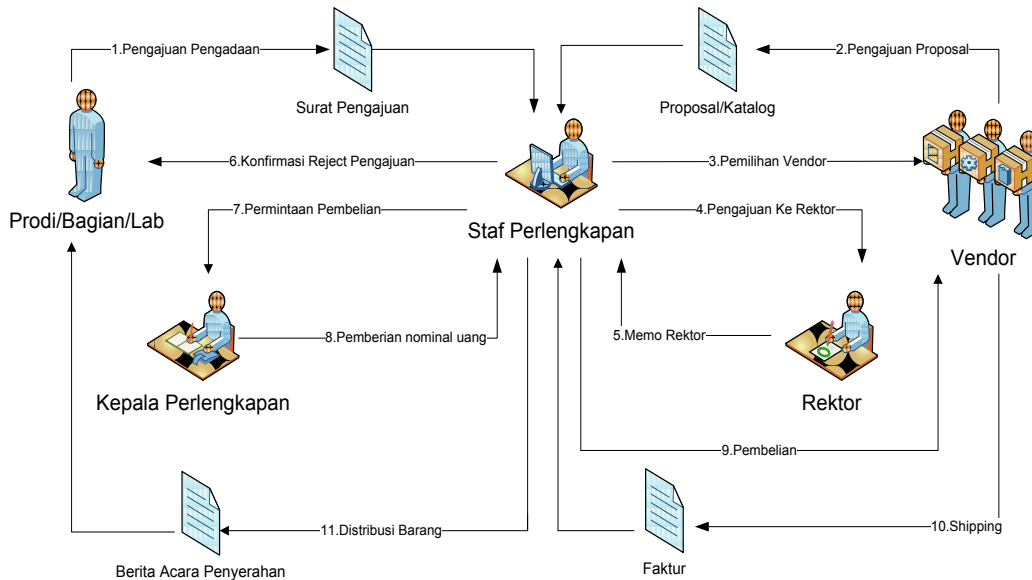 1.Pengajuan Pengadaan
2.Pengajuan Proposal
Surat Pengajuan
Proposal/Katalog
6.Konfirmasi Reject Pengajuan
3.Pemilihan Vendor
Prodi/Bagian/Lab
7.Permintaan Pembelian
4.Pengajuan Ke Rektor
Staf Perlengkapan
Vendor
8.Pemberian nominal uang
5.Memo Rektor
Kepala Perlengkapan
Rektor
9.Pembelian
11.Distribusi Barang
10.Shipping
Berita Acara Penyerahan
Faktur